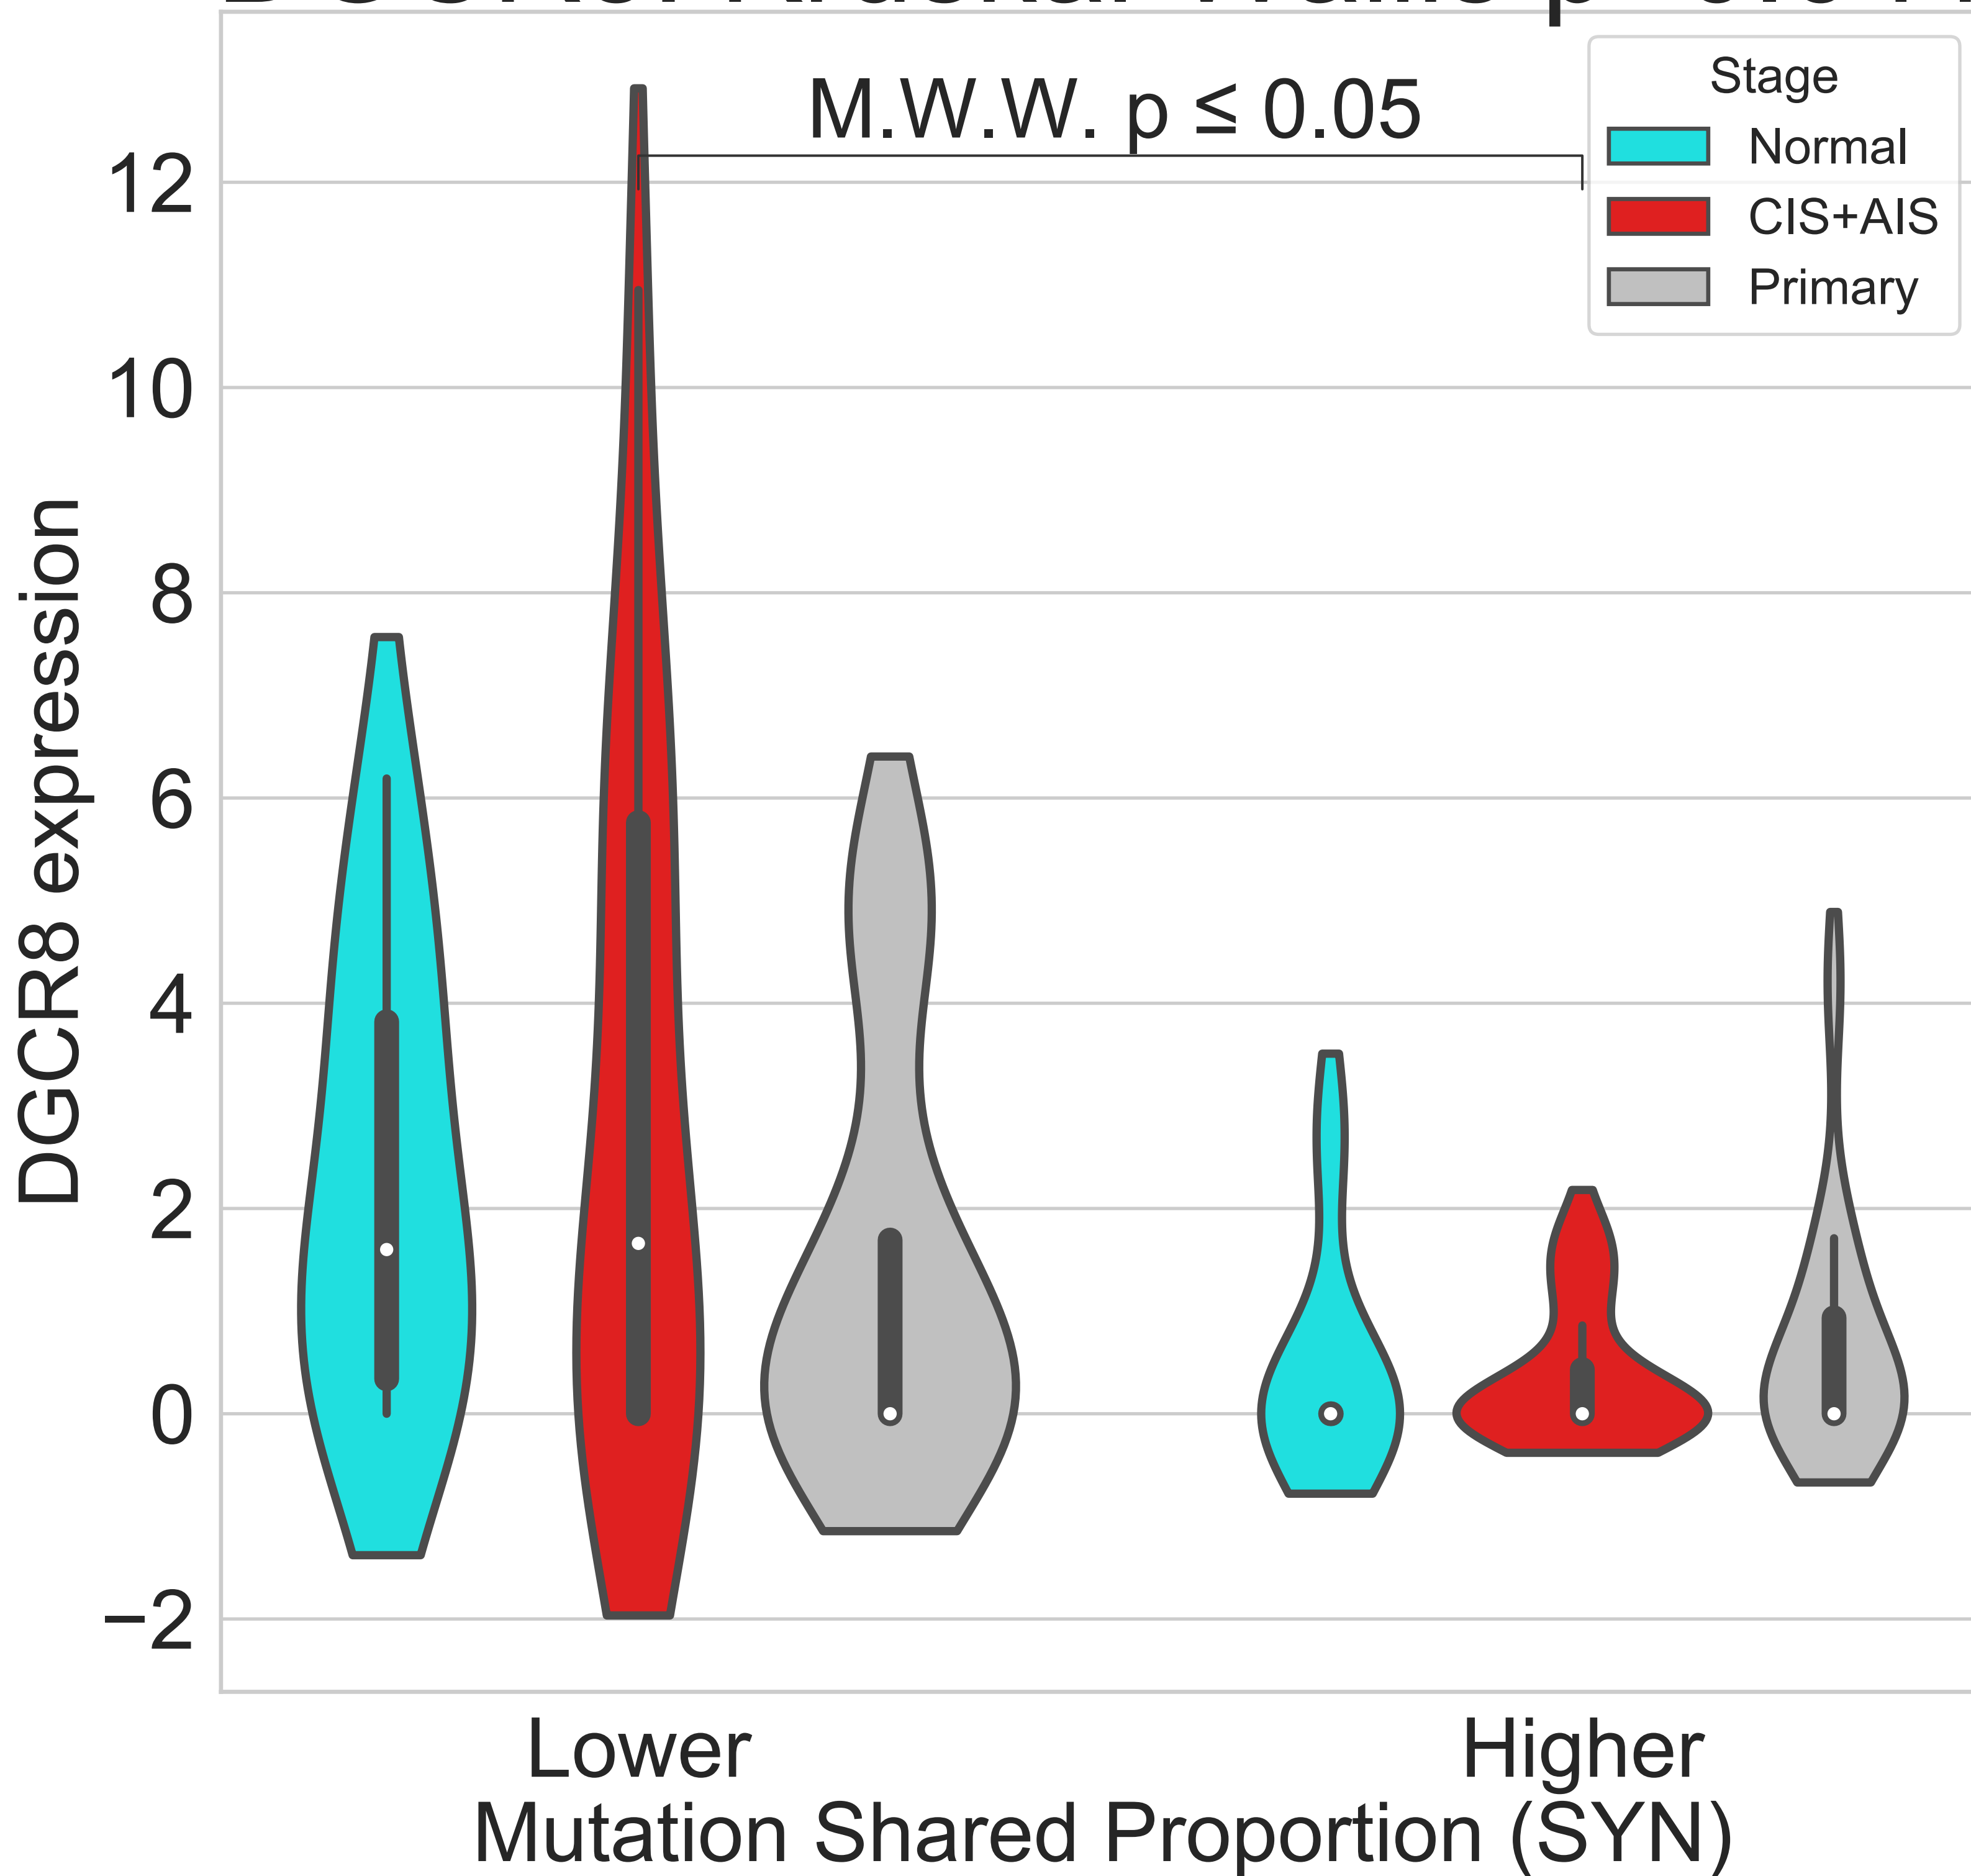 M.W.W. p ≤ 0.05
Stage
Normal
CIS+AIS
Primary
12
10
8
6
4
2
0
−2
DGCR8 expression
Lower
Higher
Mutation Shared Proportion (SYN)